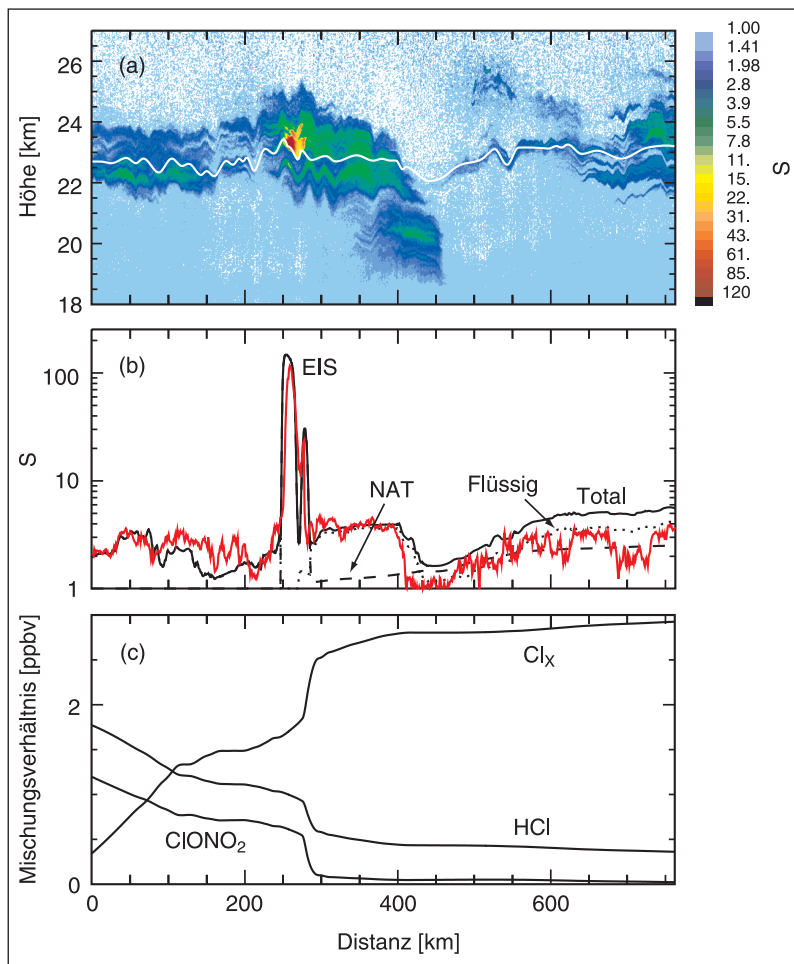 (a)
Höhe [km]
26
24
22
20
18
1.00
1.41
1.98
2.8
3.9
5.5
7.8
11.
15.
22.
31.
43.
61.
85.
120
S
(b)
S
100
10
1
EIS
NAT
Flüssig
Total
(c)
Mischungsverhältnis [ppbv]
2
0
ClX
HCl
ClONO2
0
200
400
600
Distanz [km]